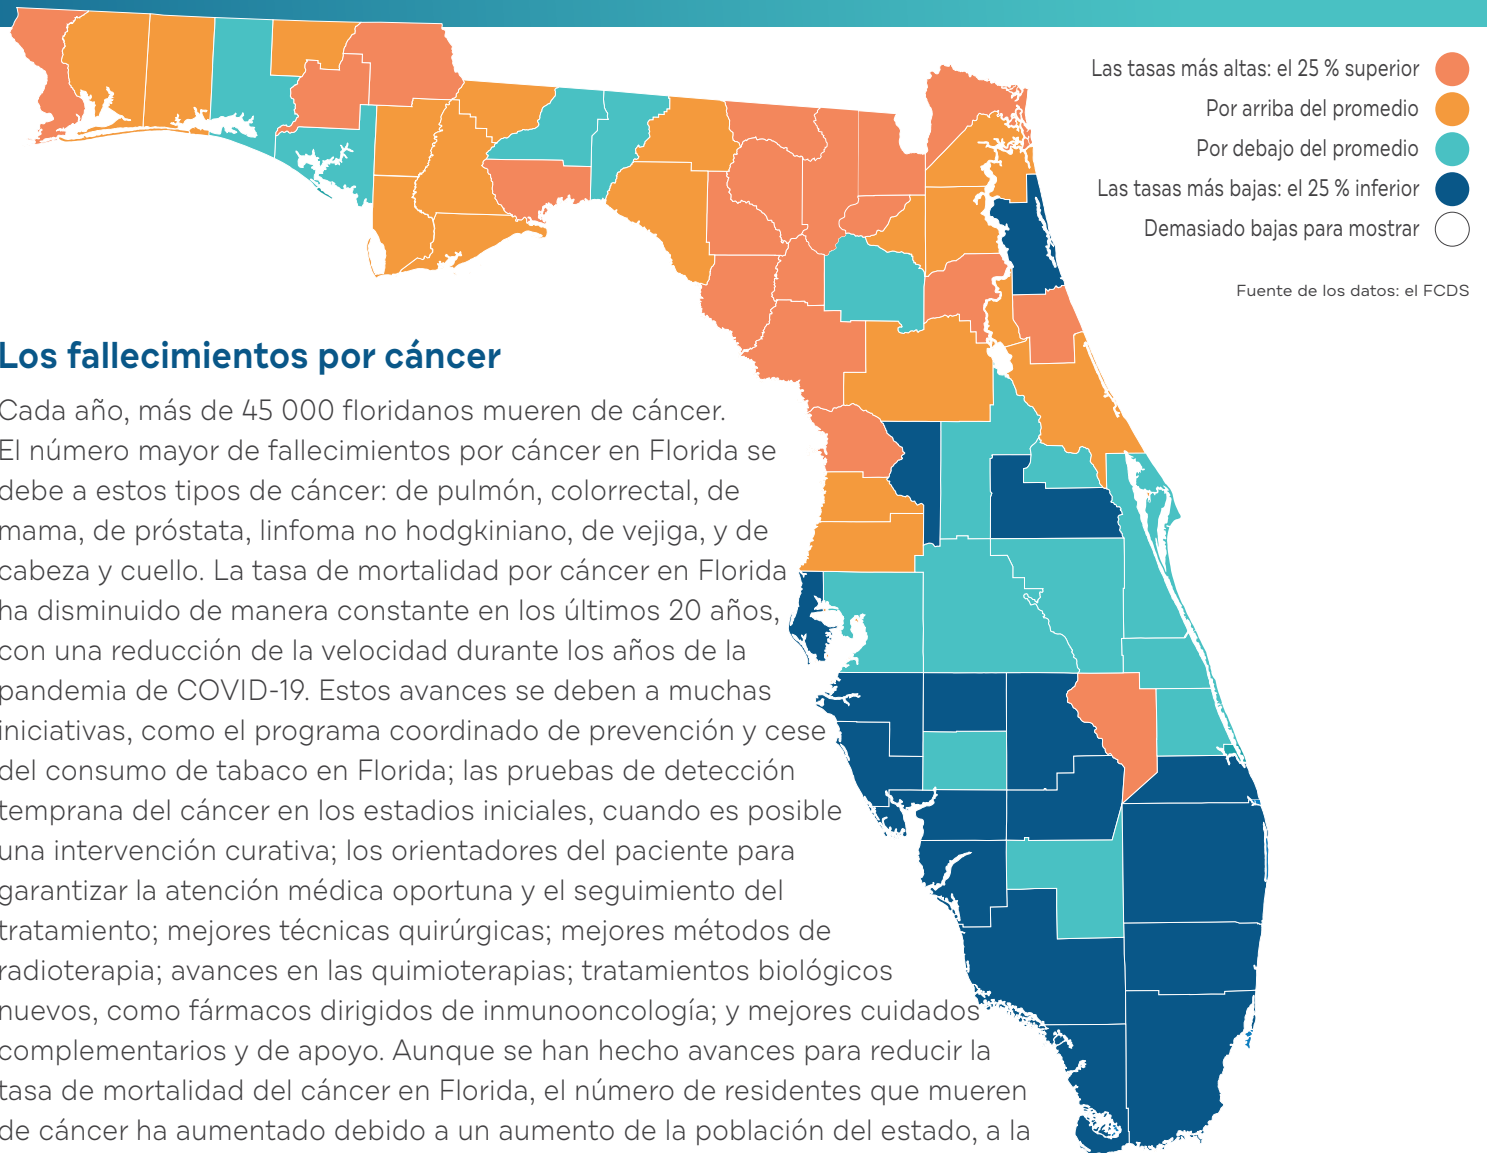 Las tasas más altas: el 25 % superior
Por arriba del promedio
Por debajo del promedio
Las tasas más bajas: el 25 % inferior
Demasiado bajas para mostrar
Fuente de los datos: el FCDS
Los fallecimientos por cáncer
Cada año, más de 45 000 floridanos mueren de cáncer.
El número mayor de fallecimientos por cáncer en Florida se
debe a estos tipos de cáncer: de pulmón, colorrectal, de
mama, de próstata, linfoma no hodgkiniano, de vejiga, y de
cabeza y cuello. La tasa de mortalidad por cáncer en Florida
ha disminuido de manera constante en los últimos 20 años,
con una reducción de la velocidad durante los años de la
pandemia de COVID-19. Estos avances se deben a muchas
iniciativas, como el programa coordinado de prevención y cese
del consumo de tabaco en Florida; las pruebas de detección
temprana del cáncer en los estadios iniciales, cuando es posible
una intervención curativa; los orientadores del paciente para
garantizar la atención médica oportuna y el seguimiento del
tratamiento; mejores técnicas quirúrgicas; mejores métodos de
radioterapia; avances en las quimioterapias; tratamientos biológicos
nuevos, como fármacos dirigidos de inmunooncología; y mejores cuidados
complementarios y de apoyo. Aunque se han hecho avances para reducir la
tasa de mortalidad del cáncer en Florida, el número de residentes que mueren
de cáncer ha aumentado debido a un aumento de la población del estado, a la